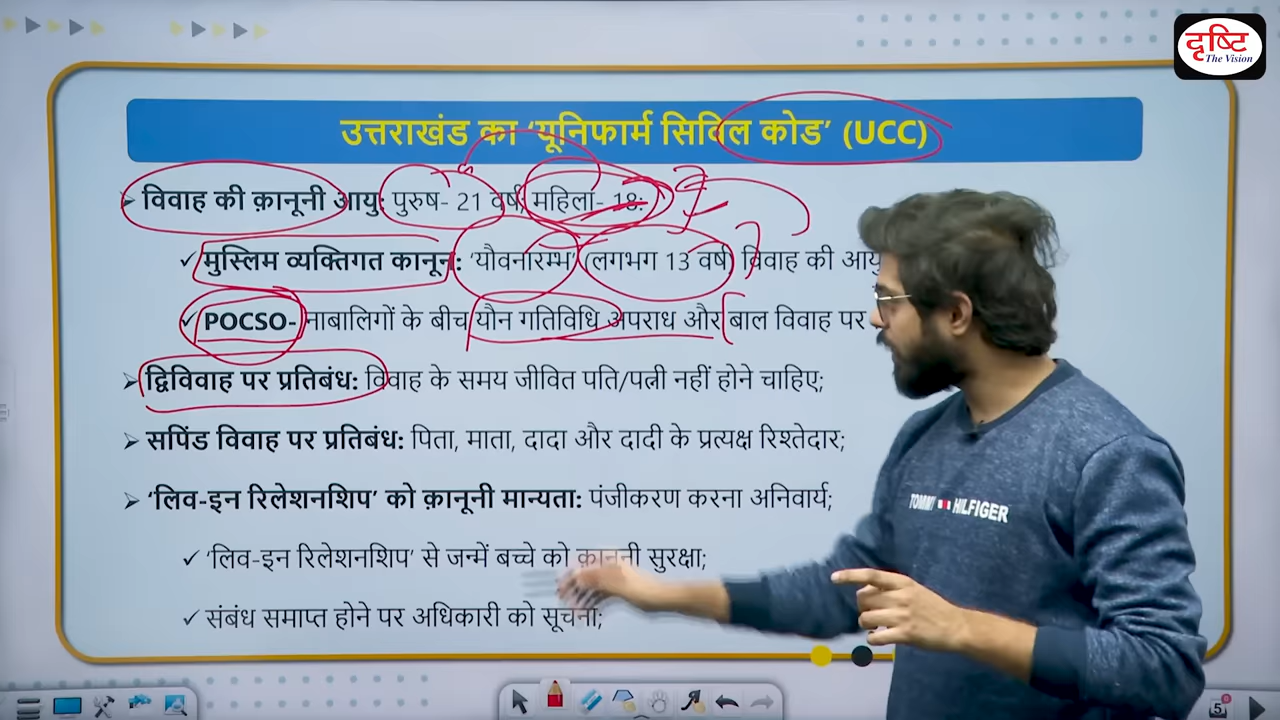 दृष्टि
The Vision
उत्तराखंड का ‘यूनिफार्म सिविल कोड’ (UCC)
विवाह की क़ानूनी आयु: पुरुष- 21 वर्ष, महिला- 18:
मुस्लिम व्यक्तिगत कानून: ‘यौवनारम्भ’ (लगभग 13 वर्ष) विवाह की आयु
POCSO- नाबालिगों के बीच यौन गतिविधि अपराध और बाल विवाह पर
द्विविवाह पर प्रतिबंध: विवाह के समय जीवित पति/पत्नी नहीं होने चाहिए;
सपिंड विवाह पर प्रतिबंध: पिता, माता, दादा और दादी के प्रत्यक्ष रिश्तेदार;
‘लिव-इन रिलेशनशिप’ को क़ानूनी मान्यता: पंजीकरण करना अनिवार्य;
‘लिव-इन रिलेशनशिप’ से जन्में बच्चे को क़ानूनी सुरक्षा;
संबंध समाप्त होने पर अधिकारी को सूचना;
TOMMY HILFIGER
5